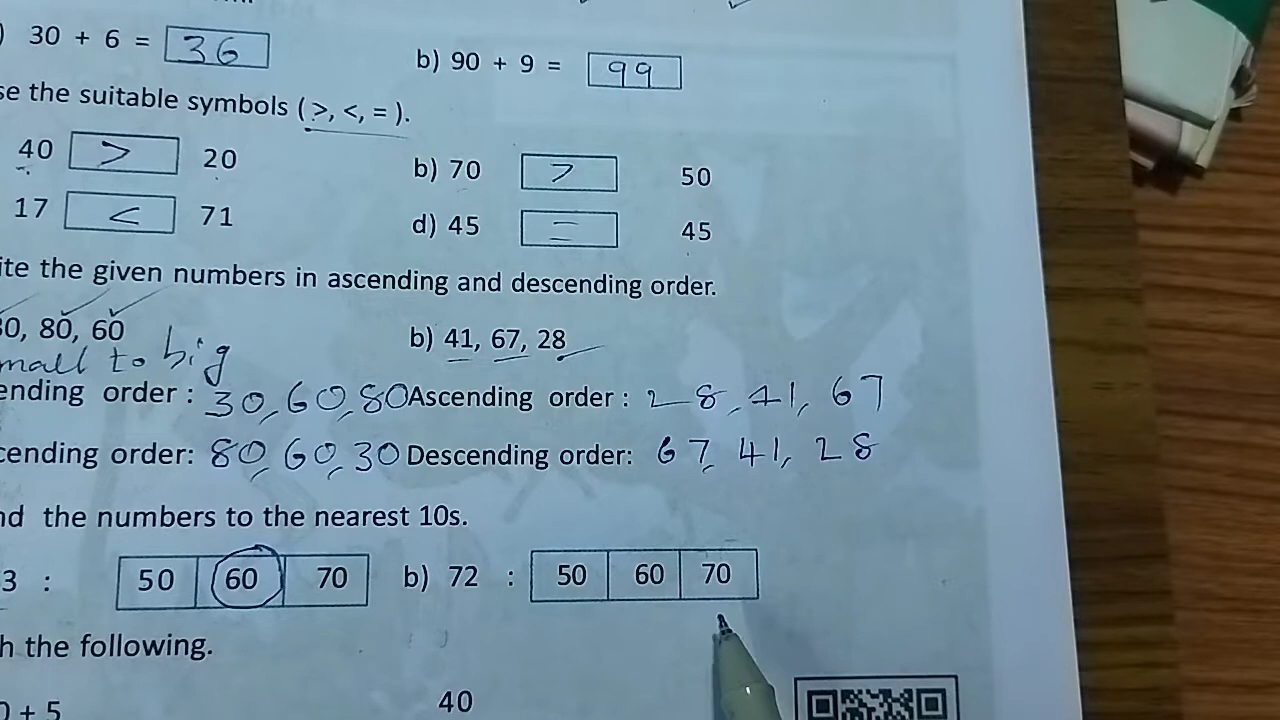 ) 30 + 6 = 36 b) 90 + 9 = 99
se the suitable symbols ( >, <, = ).
40 > 20 b) 70 > 50
17 < 71 d) 45 = 45
ite the given numbers in ascending and descending order.
30, 80, 60 b) 41, 67, 28
mall to big
ending order : 30, 60, 80 Ascending order : 28, 41, 67
cending order: 80, 60, 30 Descending order: 67, 41, 28
nd the numbers to the nearest 10s.
3 : 50 60 70 b) 72 : 50 60 70
h the following.
0 + 5 40